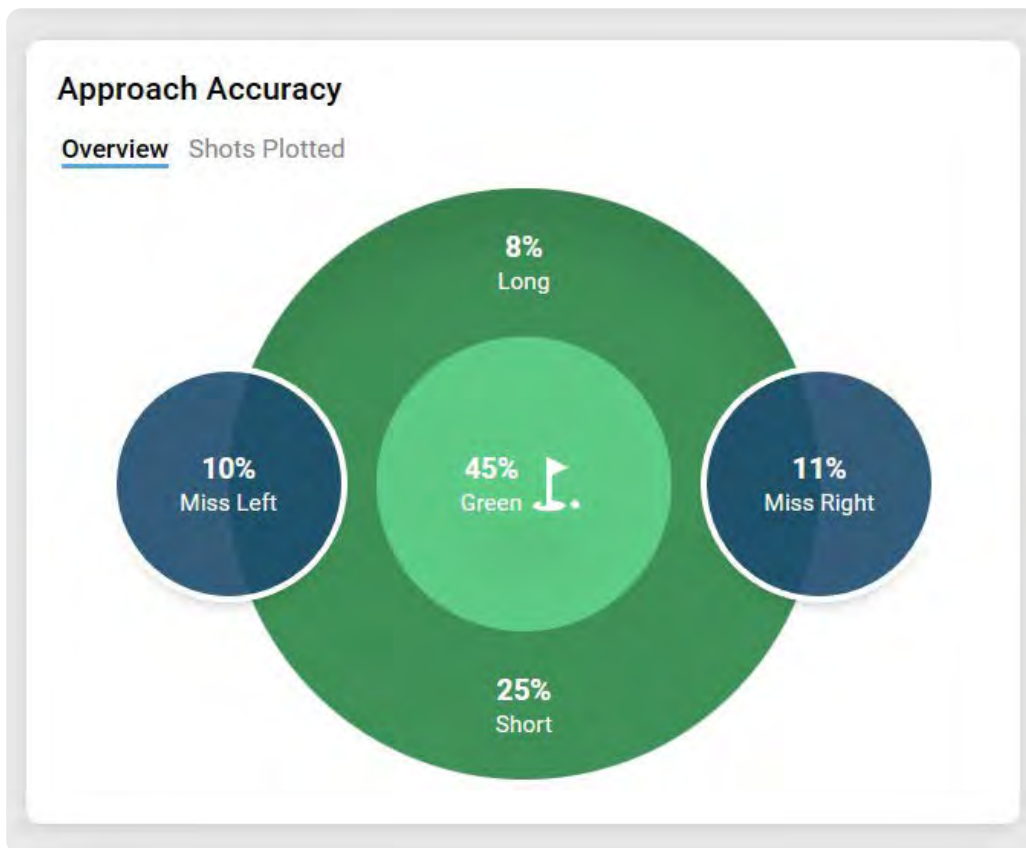 Approach Accuracy
Overview Shots Plotted
8%
Long
10%
Miss Left
45%
Green
11%
Miss Right
25%
Short